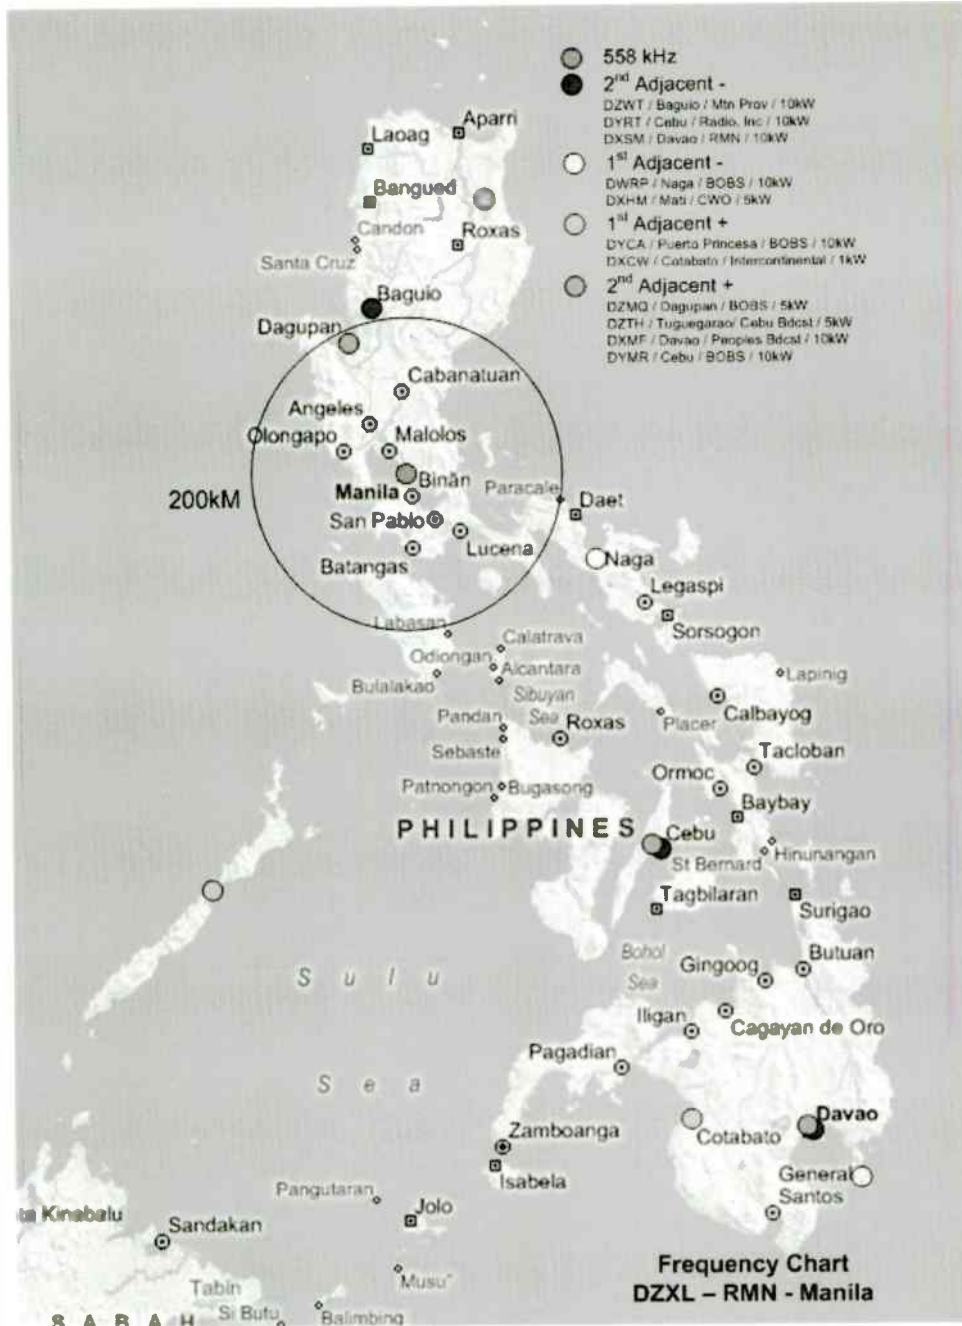 558 kHz
2nd Adjacent -
DZWT / Baguio / Mtn Prov / 10kW
DYRT / Cebu / Radio, Inc / 10kW
DXSM / Davao / RMN / 10kW
1st Adjacent -
DWRP / Naga / BOBS / 10kW
DXHM / Mati / CWO / 5kW
1st Adjacent +
DYCA / Puerto Princesa / BOBS / 10kW
DXCW / Cotabato / Intercontinental / 1kW
2nd Adjacent +
DZMQ / Dagupan / BOBS / 5kW
DZTH / Tuguegarao/ Cebu Bdcst / 5kW
DXMF / Davao / Peoples Bdcst / 10kW
DYMR / Cebu / BOBS / 10kW
Aparri
Laoag
Bangued
Candon
Roxas
Santa Cruz
Baguio
Dagupan
Cabanatuan
Angeles
Olongapo
Malolos
Binãn
Manila
Paracale
200kM
Daet
San Pablo
Lucena
Batangas
Naga
Legaspi
Labasan
Sorsogon
Calatrava
Odiongan
Alcantara
Lapinig
Bulalakao
Sibuyan
Sea
Pandan
Roxas
Placer
Calbayog
Sebaste
Tacloban
Ormoc
Patnongon
Bugasong
Baybay
PHILIPPINES
Cebu
St Bernard
Hinunangan
Tagbilaran
Surigao
Bohol
Sea
Butuan
Gingoog
Sulu
Iligan
Cagayan de Oro
Pagadian
Sea
Davao
Zamboanga
Cotabato
General
Santos
Isabela
Pangutaran
Jolo
ta Kinabalu
Sandakan
Frequency Chart
DZXL – RMN - Manila
Musu"
Tabin
Si Butu
Balimbing
SABAH